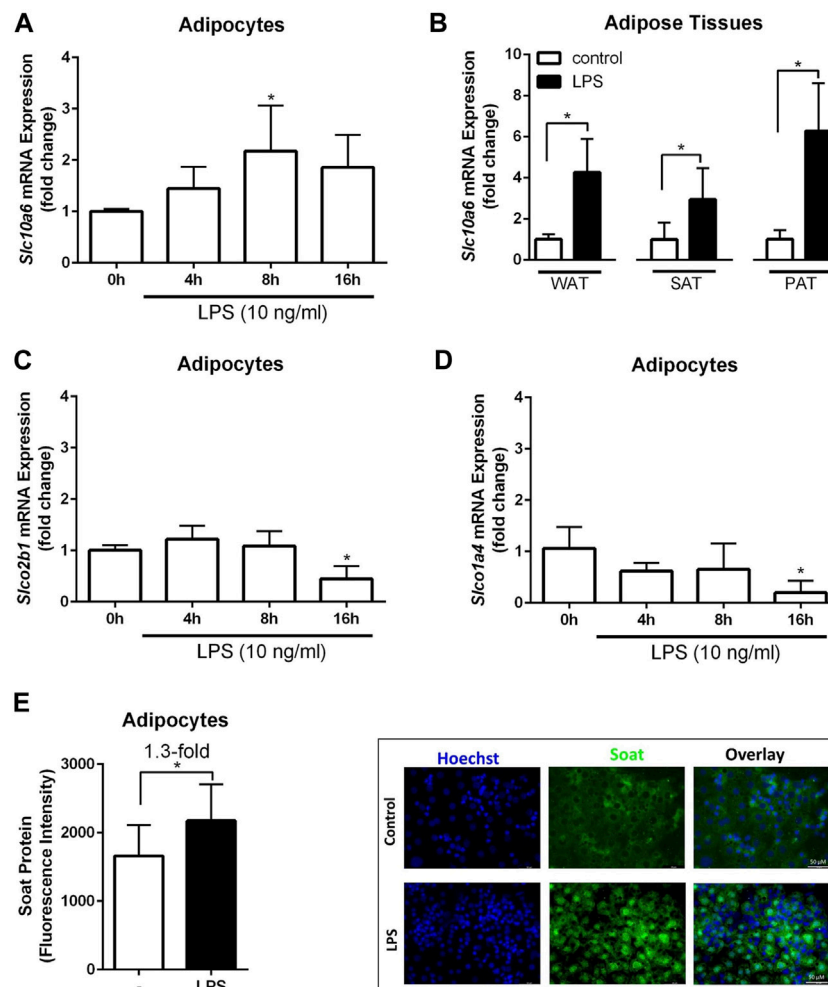 A
Adipocytes
Slc10a6 mRNA Expression
(fold change)
4
3
2
1
0
*
0h 4h 8h 16h
LPS (10 ng/ml)
B
Adipose Tissues
Slc10a6 mRNA Expression
(fold change)
10
8
6
4
2
0
control
LPS
* * *
WAT SAT PAT
C
Adipocytes
Slco2b1 mRNA Expression
(fold change)
4
3
2
1
0
*
0h 4h 8h 16h
LPS (10 ng/ml)
D
Adipocytes
Slco1a4 mRNA Expression
(fold change)
4
3
2
1
0
*
0h 4h 8h 16h
LPS (10 ng/ml)
E
Adipocytes
1.3-fold
*
Soat Protein
(Fluorescence Intensity)
3000
2000
1000
0
LPS
Hoechst Soat Overlay
Control
50 µM
LPS
50 µM